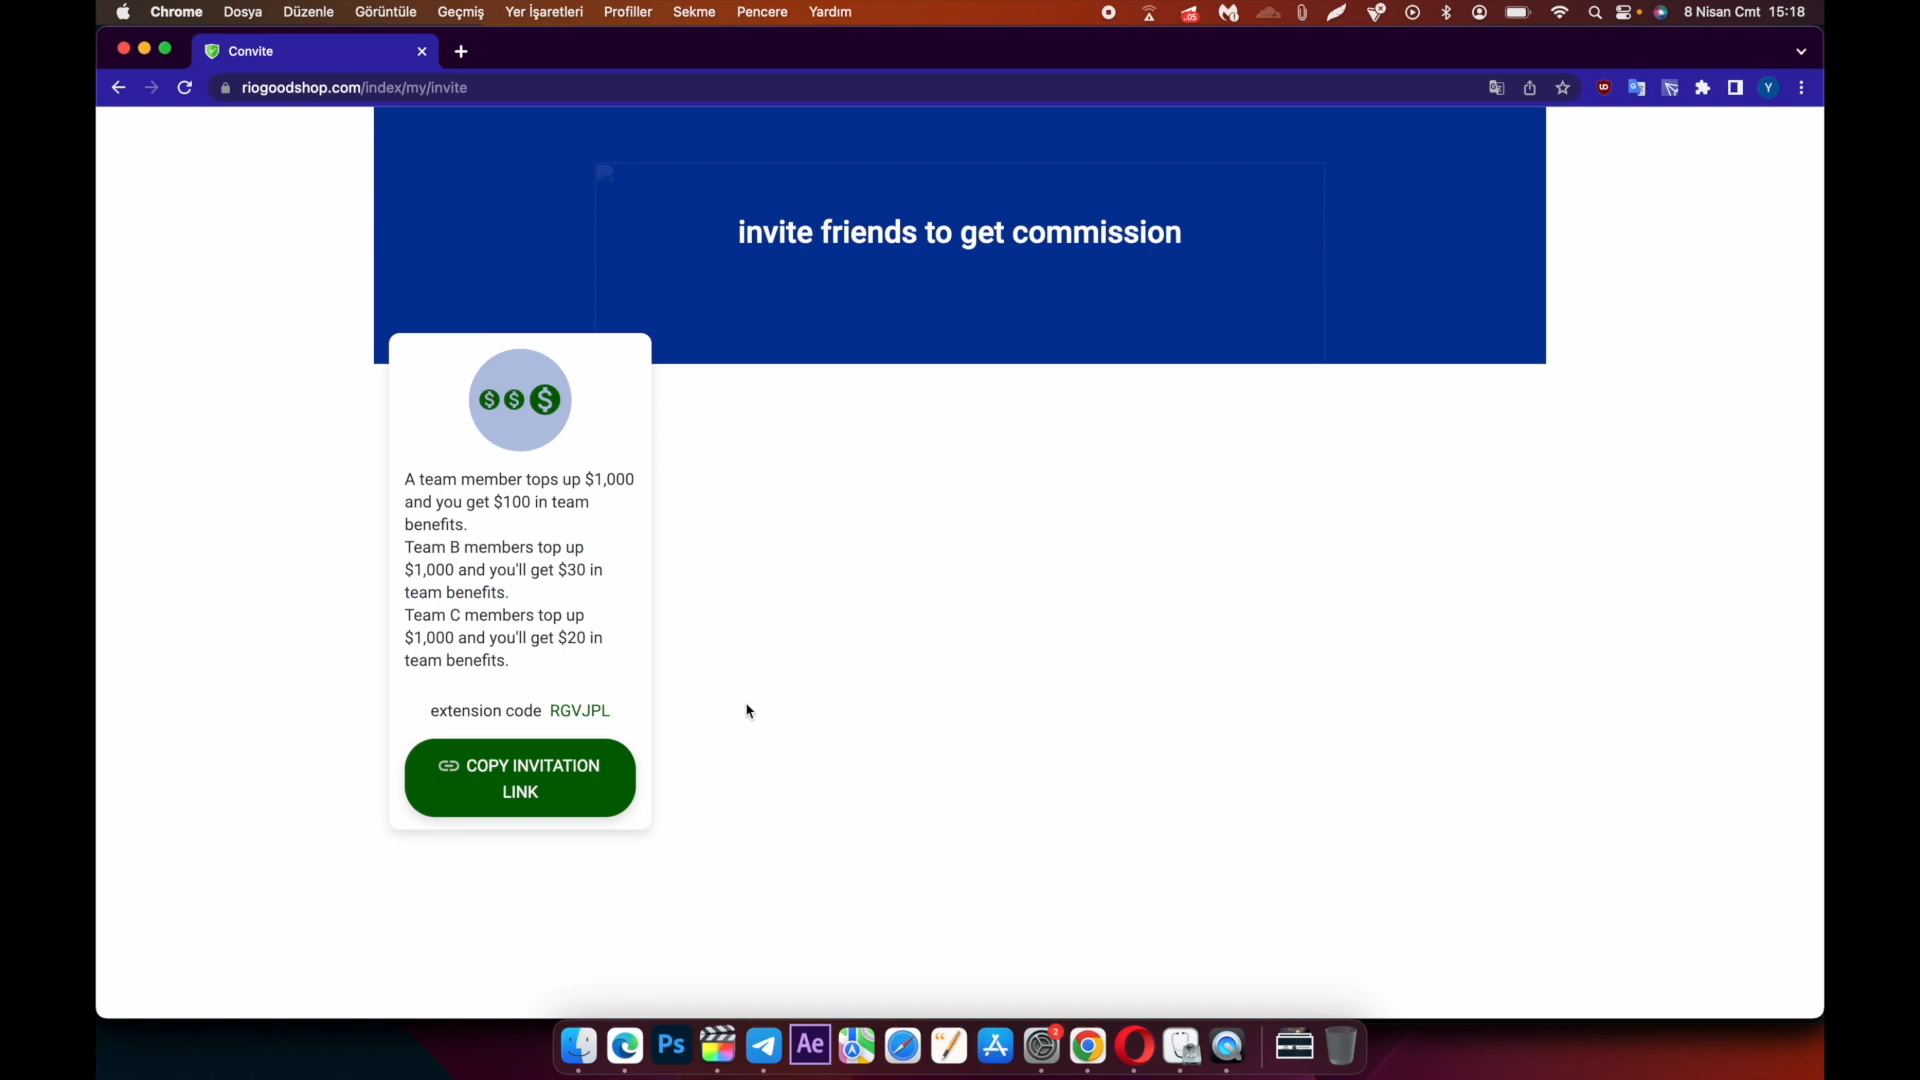 Chrome Dosya Düzenle Görüntüle Geçmiş Yer İşaretleri Profiller Sekme Pencere Yardım 8 Nisan Cmt 15:18
Convite
riogoodshop.com/index/my/invite
Y
invite friends to get commission
A team member tops up $1,000
and you get $100 in team
benefits.
Team B members top up
$1,000 and you'll get $30 in
team benefits.
Team C members top up
$1,000 and you'll get $20 in
team benefits.
extension code RGVJPL
COPY INVITATION
LINK
Ps Ae 2